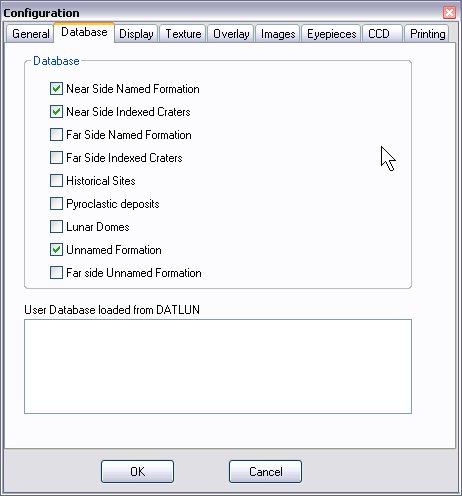 Configuration
General Database Display Texture Overlay Images Eyepieces CCD Printing
Database
Near Side Named Formation
Near Side Indexed Craters
Far Side Named Formation
Far Side Indexed Craters
Historical Sites
Pyroclastic deposits
Lunar Domes
Unnamed Formation
Far side Unnamed Formation
User Database loaded from DATLUN
OK Cancel